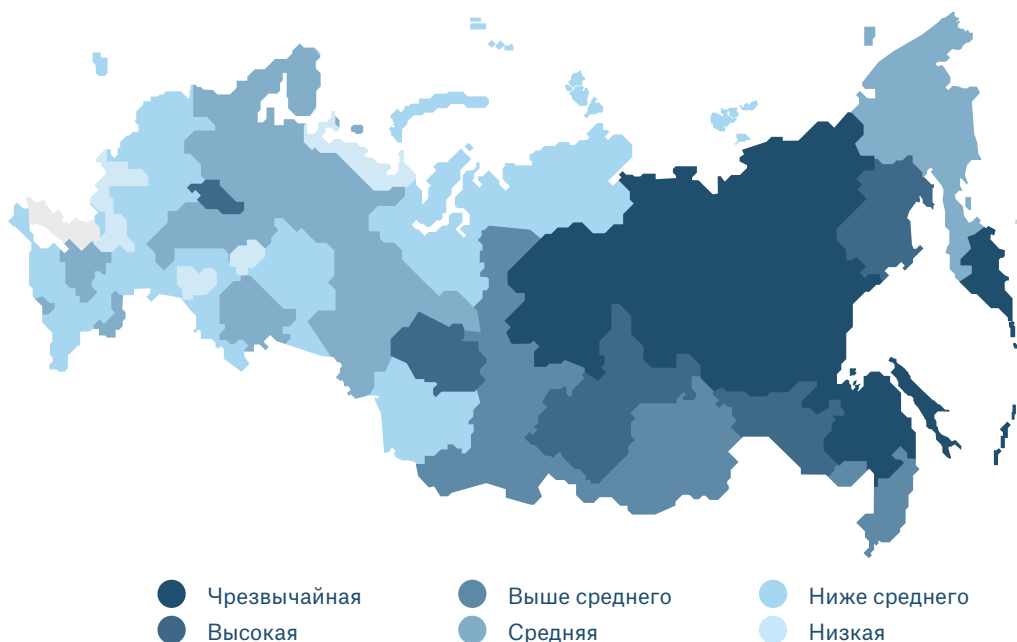 Чрезвычайная
Выше среднего
Ниже среднего
Высокая
Средняя
Низкая